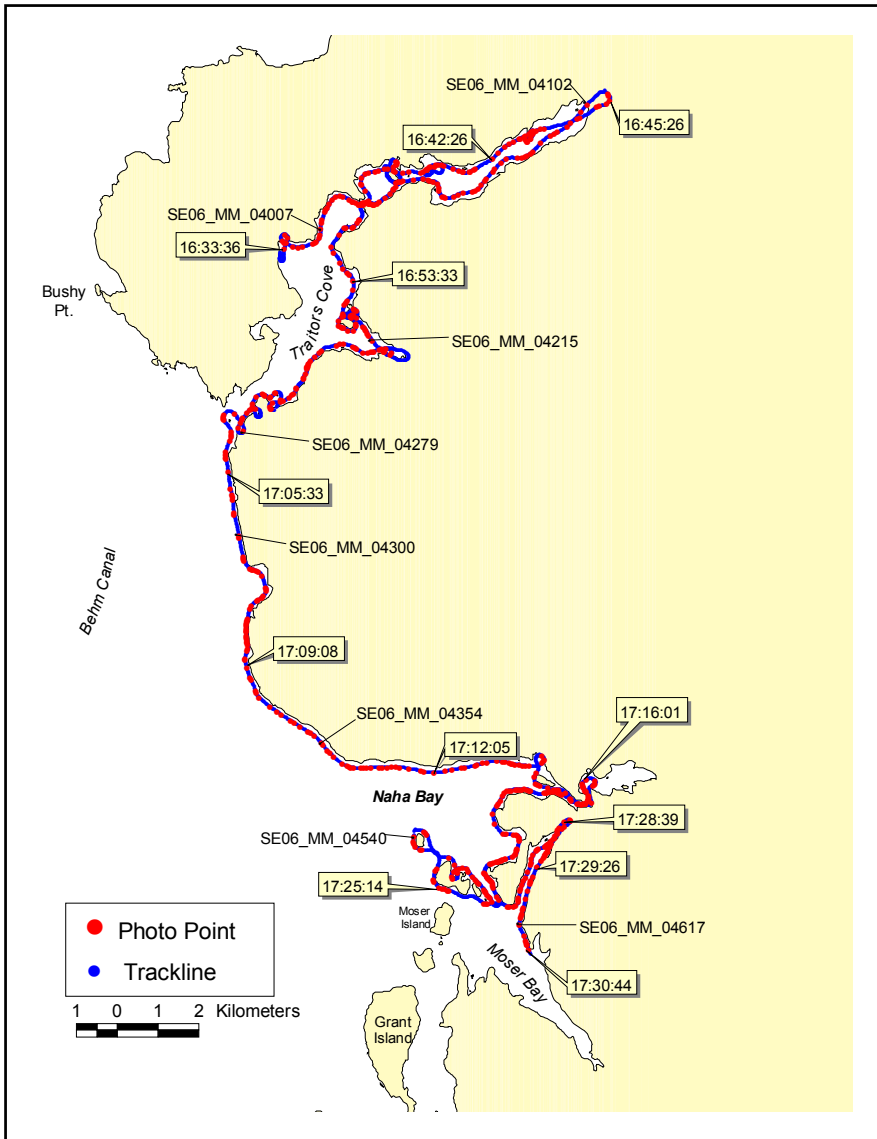 SE06_MM_04102
16:45:26
16:42:26
SE06_MM_04007
16:33:36
16:53:33
Bushy
Pt.
Traitors Cove
SE06_MM_04215
SE06_MM_04279
17:05:33
SE06_MM_04300
Behm Canal
17:09:08
SE06_MM_04354
17:16:01
17:12:05
Naha Bay
17:28:39
SE06_MM_04540
17:29:26
17:25:14
Moser
Island
SE06_MM_04617
Moser Bay
17:30:44
Photo Point
Trackline
1 0 1 2 Kilometers
Grant
Island